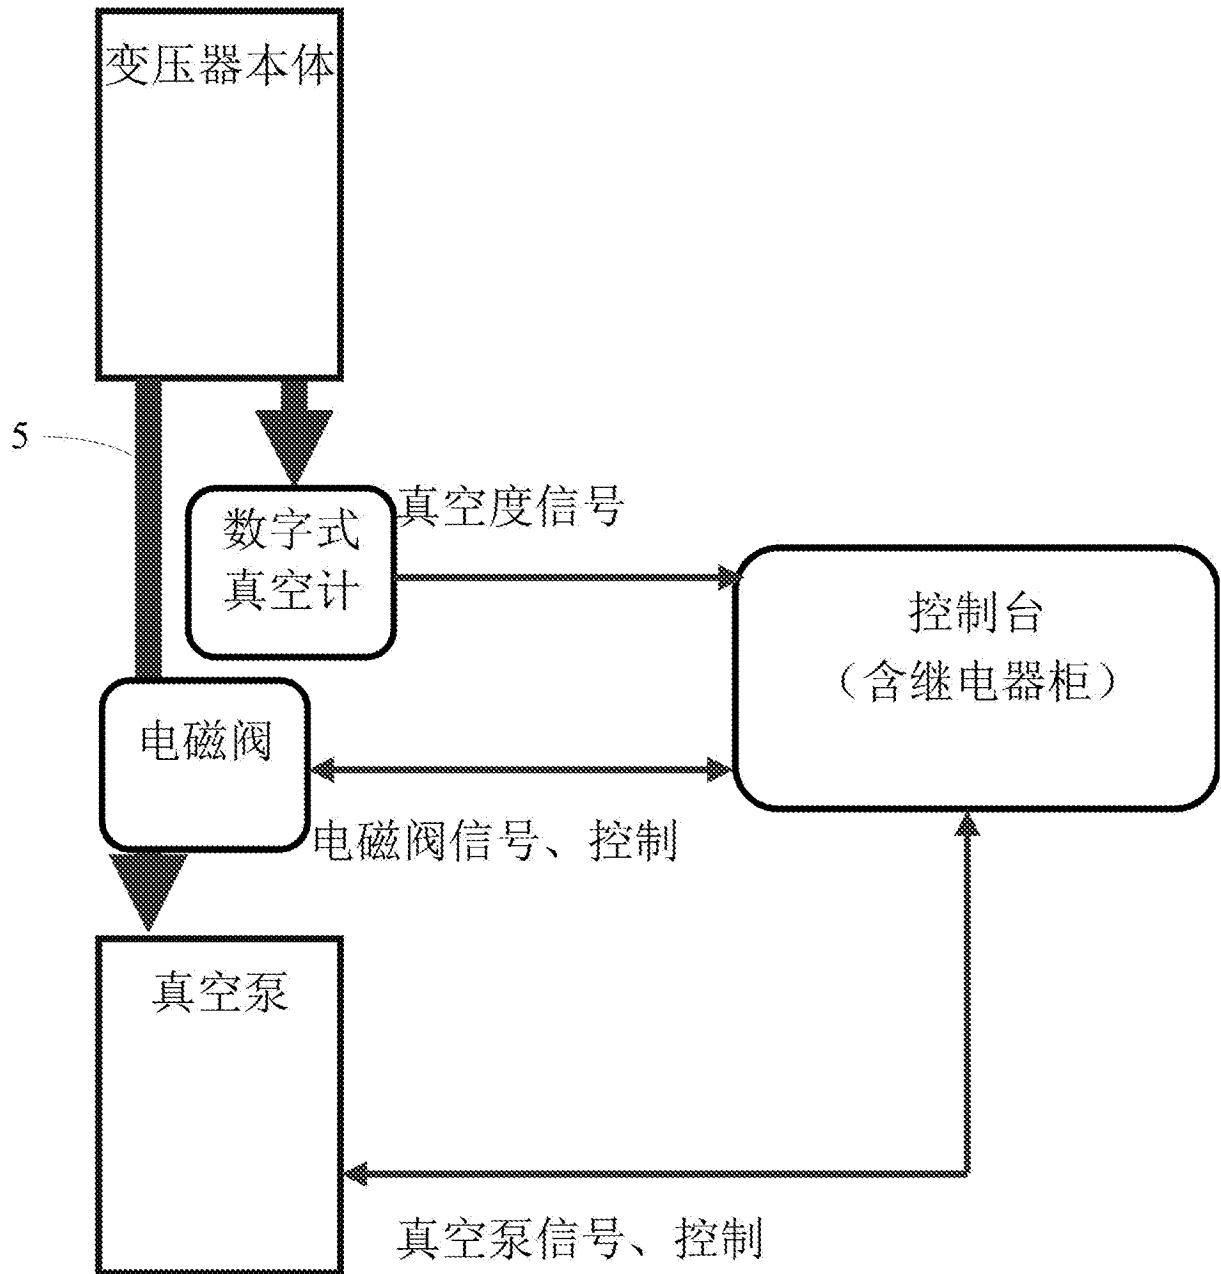 变压器本体
5
数字式
真空计
真空度信号
控制台
（含继电器柜）
电磁阀
电磁阀信号、控制
真空泵
真空泵信号、控制